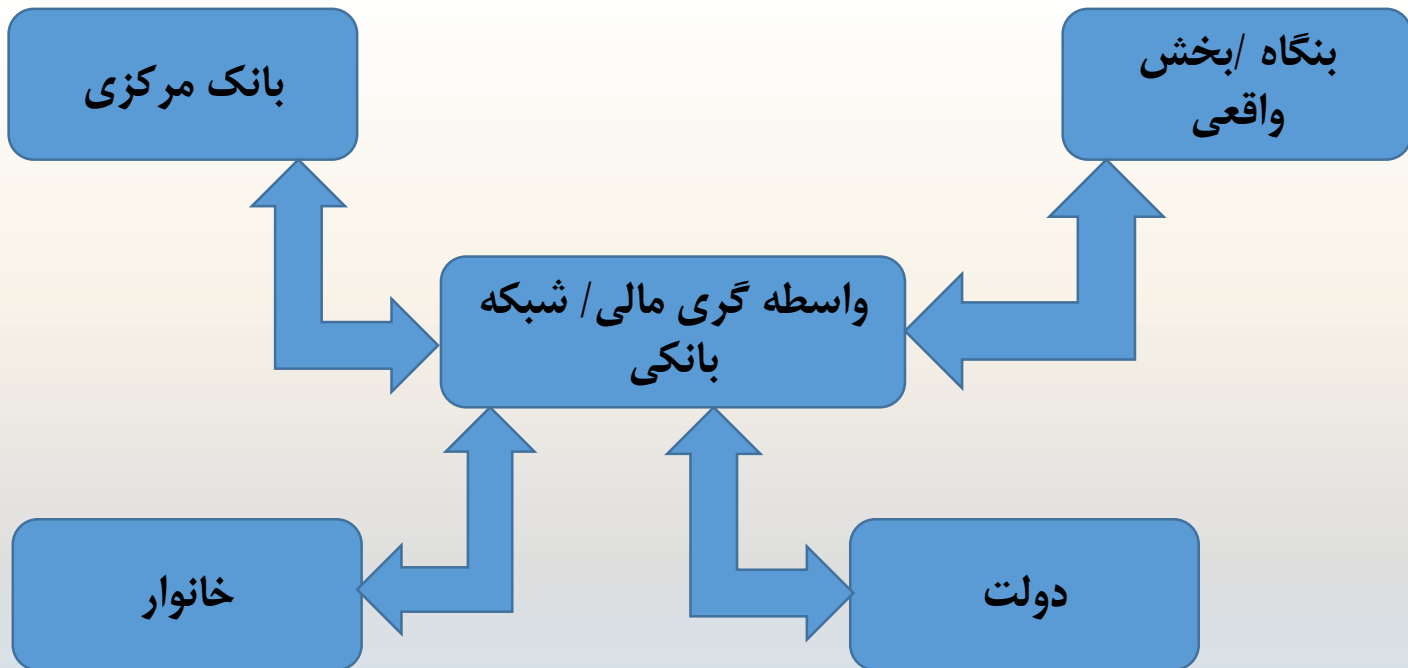 بانک مرکزی
بنگاه /بخش
واقعی
واسطه گری مالی/ شبکه
بانکی
خانوار
دولت